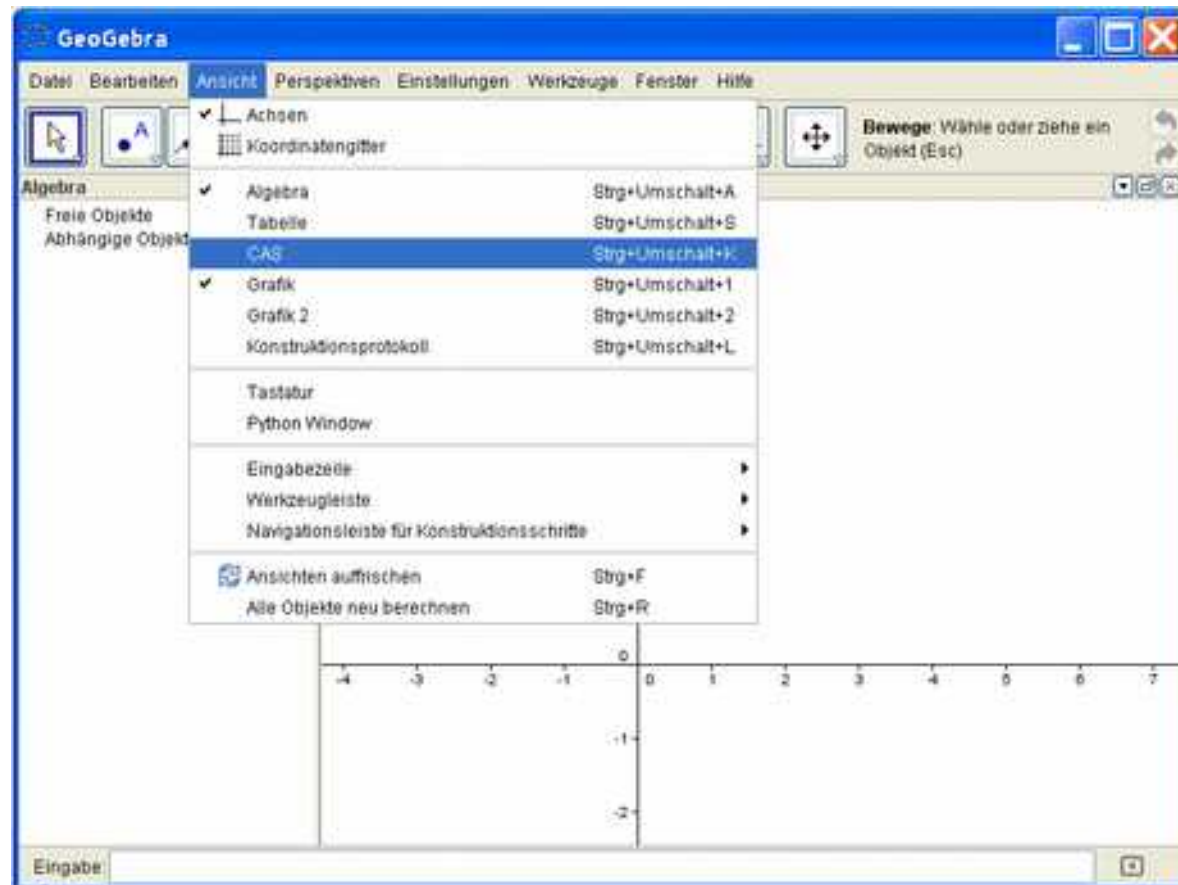 GeoGebra
Datei Bearbeiten Ansicht Perspektiven Einstellungen Werkzeuge Fenster Hilfe
A
Bewege: Wähle oder ziehe ein
Objekt (Esc)
Achsen
Koordinatengitter
Algebra
Freie Objekte
Abhängige Objekt
Algebra Strg+Umschalt+A
Tabelle Strg+Umschalt+S
CAS Strg+Umschalt+K
Grafik Strg+Umschalt+1
Grafik 2 Strg+Umschalt+2
Konstruktionsprotokoll Strg+Umschalt+L
Tastatur
Python Window
Eingabezeile
Werkzeugleiste
Navigationsleiste für Konstruktionsschritte
Ansichten auffrischen Strg+F
Alle Objekte neu berechnen Strg+R
0
-4 -3 -2 -1 0 1 2 3 4 5 6 7
-1
-2
Eingabe: